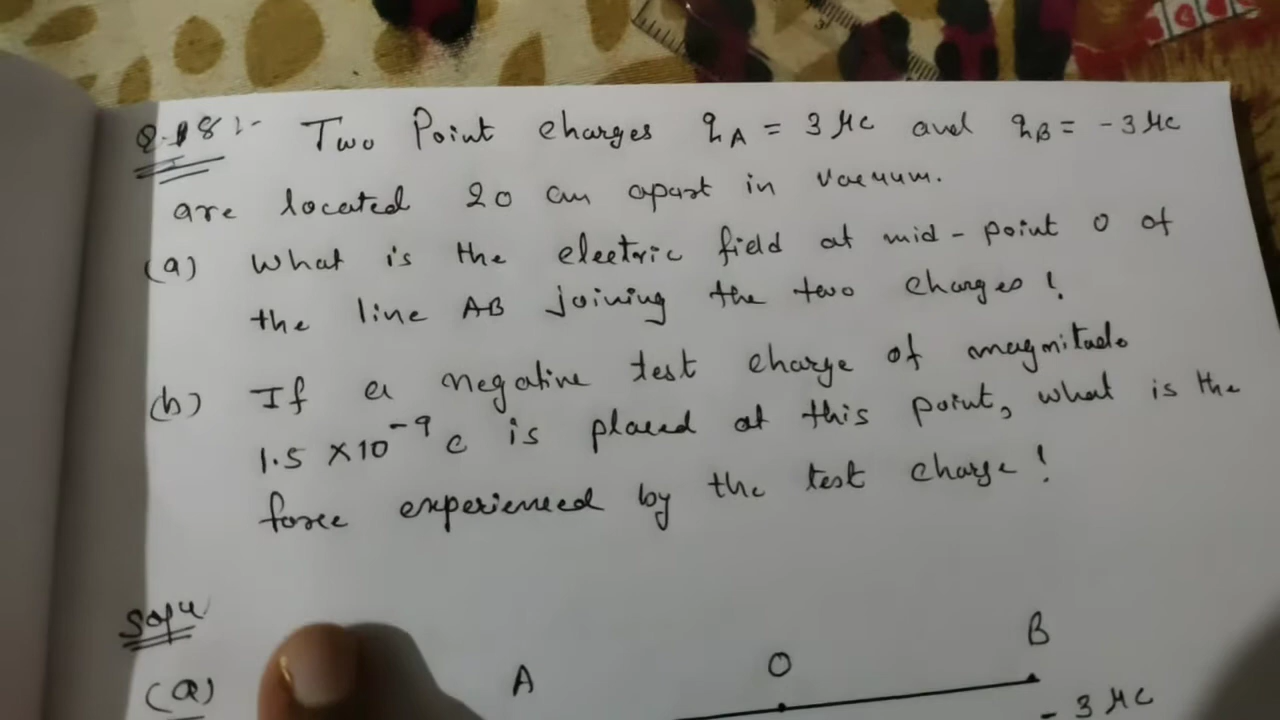 Q.18:- Two Point charges qA = 3 μc and qB = -3 μc
are located 20 cm apart in vacuum.
(a) What is the electric field at mid-point O of
the line AB joining the two charges?
(b) If a negative test charge of magnitude
1.5 × 10⁻⁹ c is placed at this point, what is the
force experienced by the test charge?
Soln
(a) A O B
- 3 μc